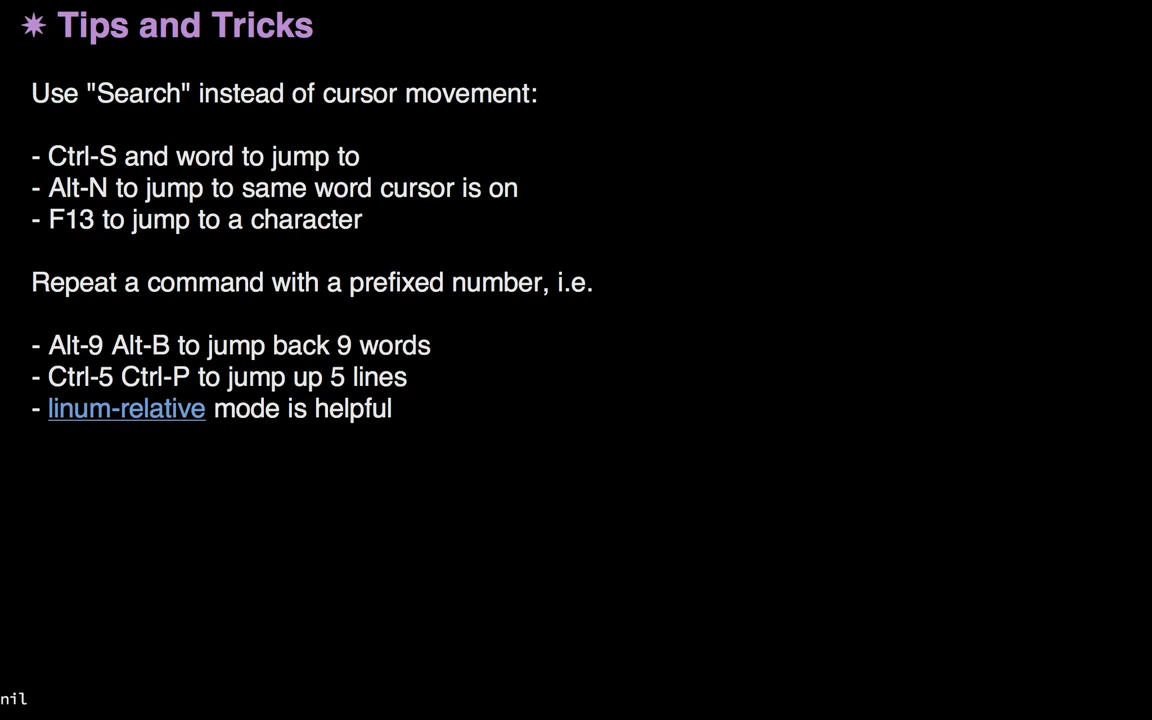 ✷ Tips and Tricks
Use "Search" instead of cursor movement:
- Ctrl-S and word to jump to
- Alt-N to jump to same word cursor is on
- F13 to jump to a character
Repeat a command with a prefixed number, i.e.
- Alt-9 Alt-B to jump back 9 words
- Ctrl-5 Ctrl-P to jump up 5 lines
- linum-relative mode is helpful
nil